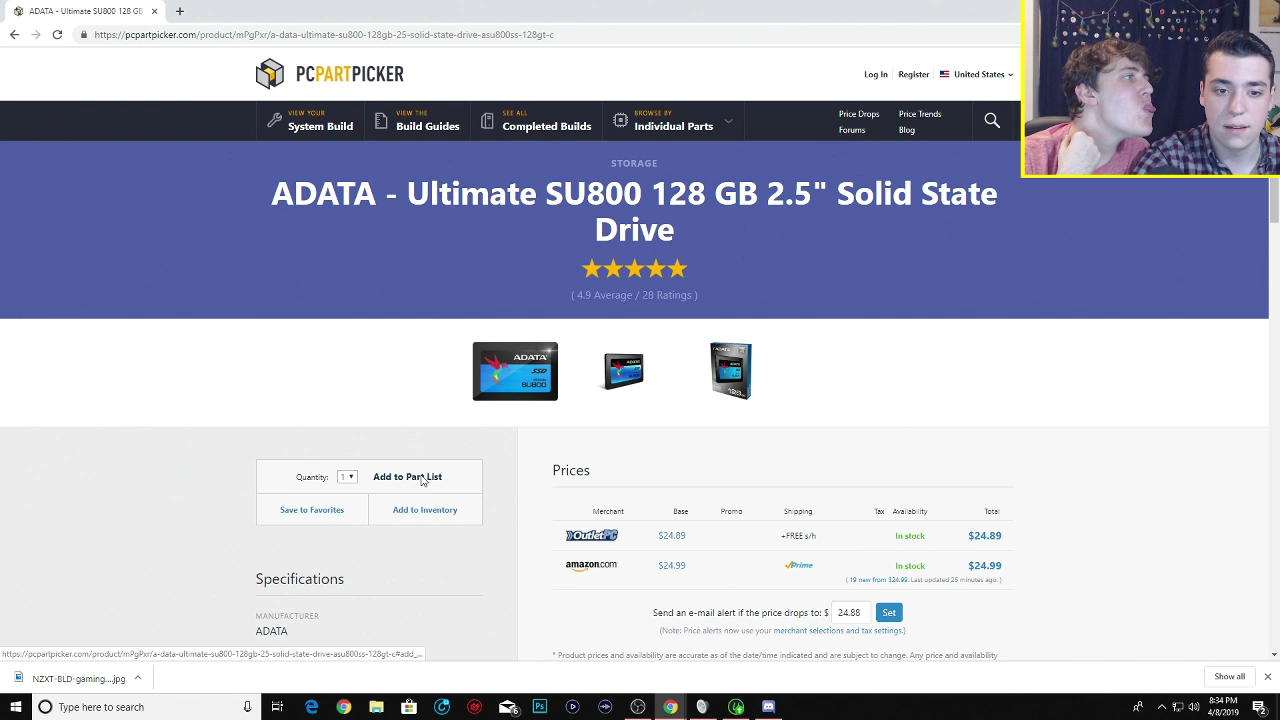 ADATA - Ultimate SU800 128 GB
https://pcpartpicker.com/product/mPgPxr/a-data-ultimate-su800-128gb-25-solid-state-drive-asu800ss-128gt-c
PCPARTPICKER
Log In
Register
United States
VIEW YOUR
System Build
VIEW THE
Build Guides
SEE ALL
Completed Builds
BROWSE BY
Individual Parts
Price Drops
Price Trends
Forums
Blog
STORAGE
ADATA - Ultimate SU800 128 GB 2.5" Solid State
Drive
( 4.9 Average / 28 Ratings )
ADATA
SSD
SU800
Quantity: 1
Add to Part List
Save to Favorites
Add to Inventory
Specifications
MANUFACTURER
ADATA
Prices
Merchant Base Promo Shipping Tax Availability Total
OutletPC $24.89 +FREE s/h In stock $24.89
amazon.com $24.99 Prime In stock $24.99
( 19 new from $24.99. Last updated 25 minutes ago. )
Send an e-mail alert if the price drops to: $ 24.88 Set
(Note: Price alerts now use your merchant selections and tax settings.)
* Product prices and availability are accurate as of the date/time indicated and are subject to change. Any price and availability
https://pcpartpicker.com/product/mPgPxr/a-data-ultimate-su800-128gb-25-solid-state-drive-asu800ss-128gt-c#add_...
NZXT-BLD-gaming....jpg
Show all
Type here to search
8:34 PM
4/8/2019